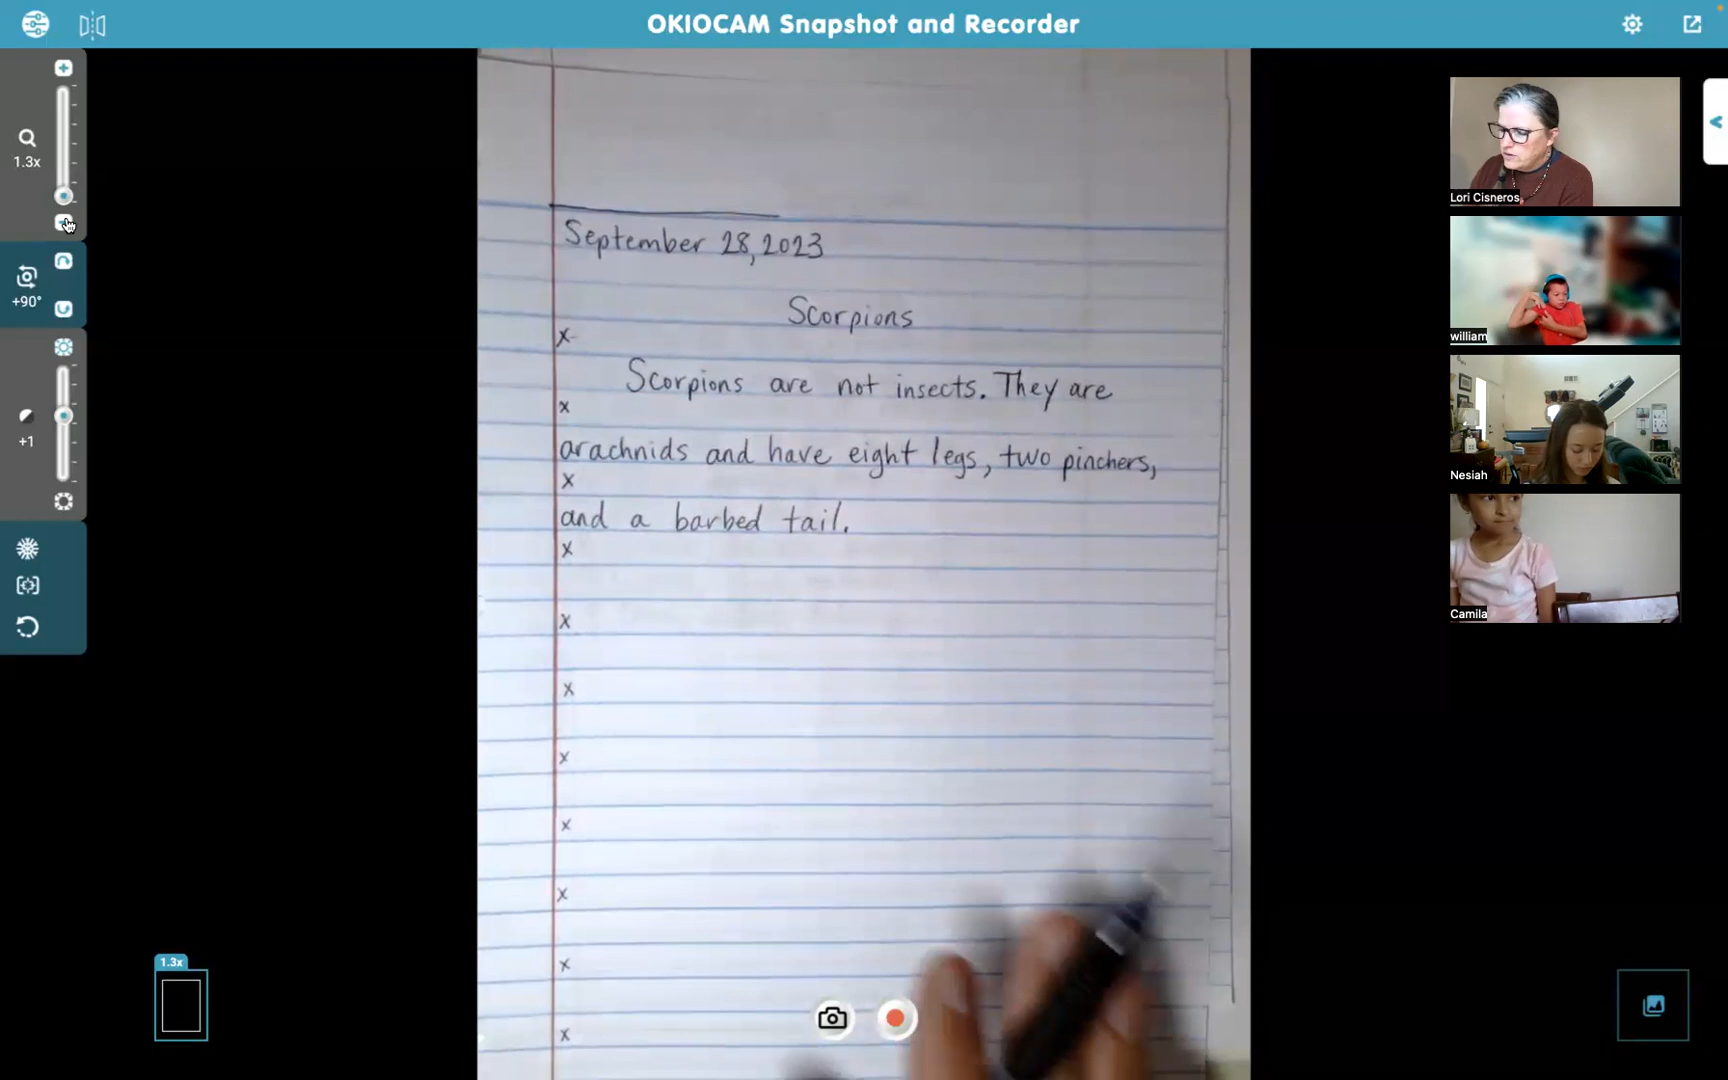 OKIOCAM Snapshot and Recorder
1.3x
+90°
+1
September 28, 2023
Scorpions
x
Scorpions are not insects. They are
x
arachnids and have eight legs, two pinchers,
x
and a barbed tail.
x
x
x
x
x
x
x
x
1.3x
Lori Cisneros
william
Nesiah
Camila